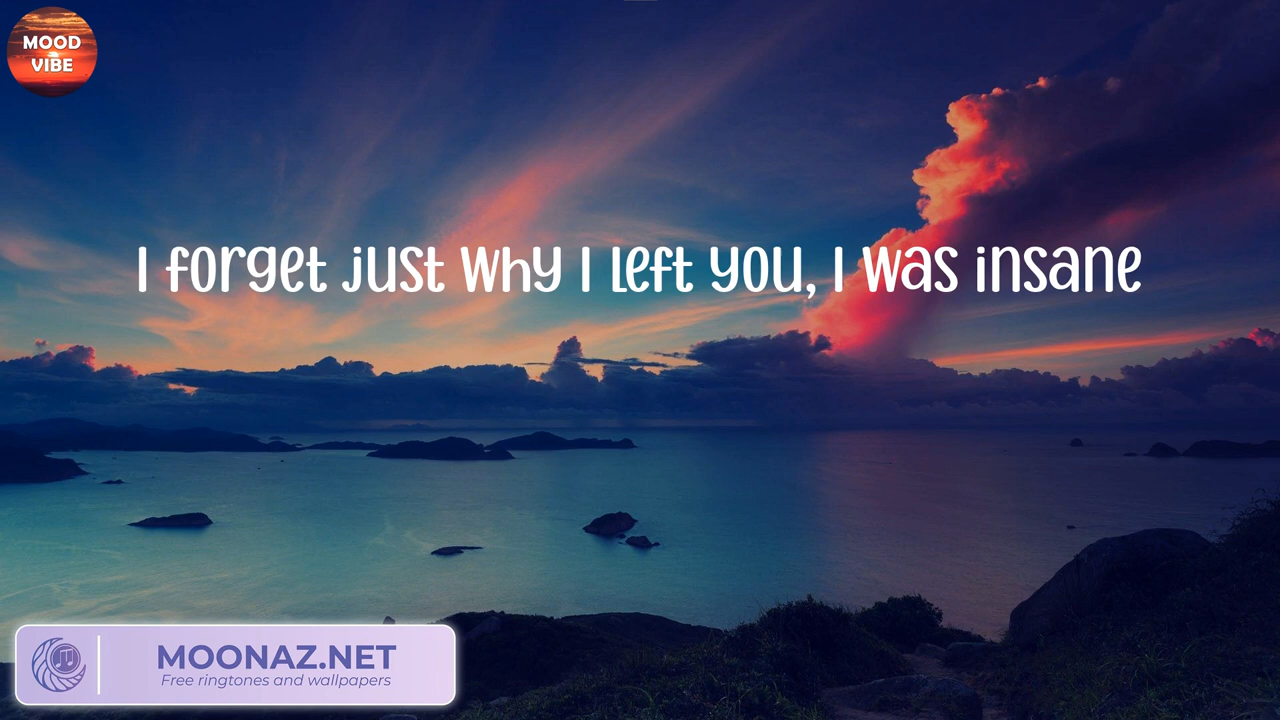 MOOD
VIBE
I forget just why I left you, I was insane
MOONAZ.NET
Free ringtones and wallpapers